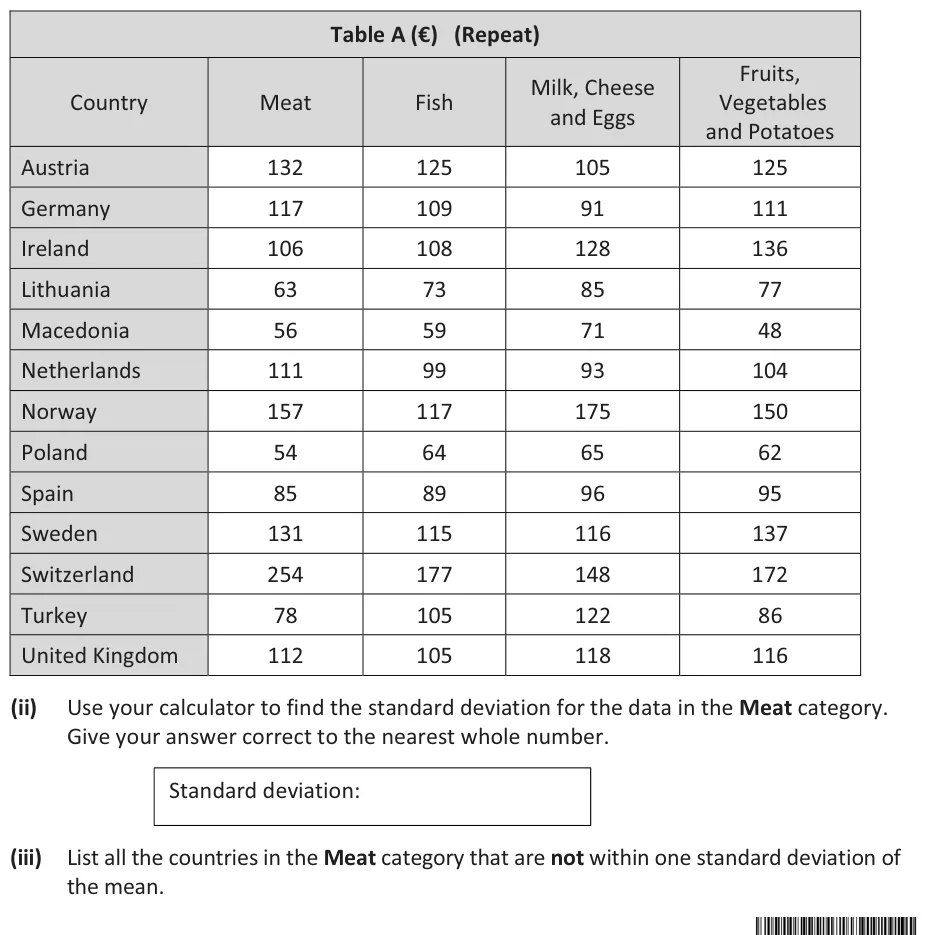 Table A (€) (Repeat)
Country Meat Fish Milk, Cheese and Eggs Fruits, Vegetables and Potatoes
Austria 132 125 105 125
Germany 117 109 91 111
Ireland 106 108 128 136
Lithuania 63 73 85 77
Macedonia 56 59 71 48
Netherlands 111 99 93 104
Norway 157 117 175 150
Poland 54 64 65 62
Spain 85 89 96 95
Sweden 131 115 116 137
Switzerland 254 177 148 172
Turkey 78 105 122 86
United Kingdom 112 105 118 116
(ii) Use your calculator to find the standard deviation for the data in the Meat category.
Give your answer correct to the nearest whole number.
Standard deviation:
(iii) List all the countries in the Meat category that are not within one standard deviation of
the mean.